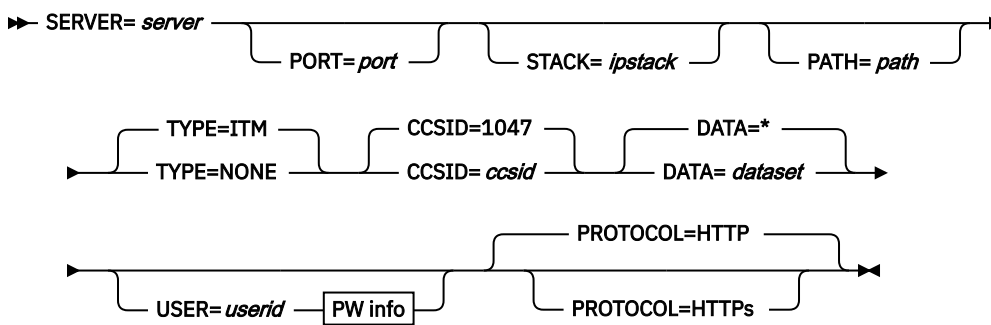 SERVER= server
PORT=port
STACK= ipstack
PATH= path
TYPE=ITM
TYPE=NONE
CCSID=1047
CCSID= ccsid
DATA=*
DATA= dataset
USER= userid
PW info
PROTOCOL=HTTP
PROTOCOL=HTTPs